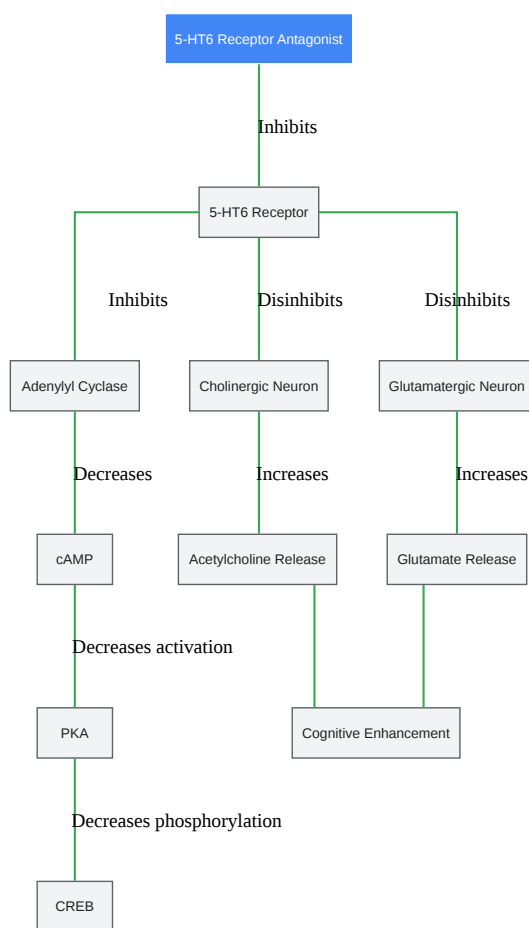 5-HT6 Receptor Antagonist
Inhibits
5-HT6 Receptor
Inhibits
Disinhibits
Disinhibits
Adenylyl Cyclase
Cholinergic Neuron
Glutamatergic Neuron
Decreases
Increases
Increases
cAMP
Acetylcholine Release
Glutamate Release
Decreases activation
PKA
Cognitive Enhancement
Decreases phosphorylation
CREB